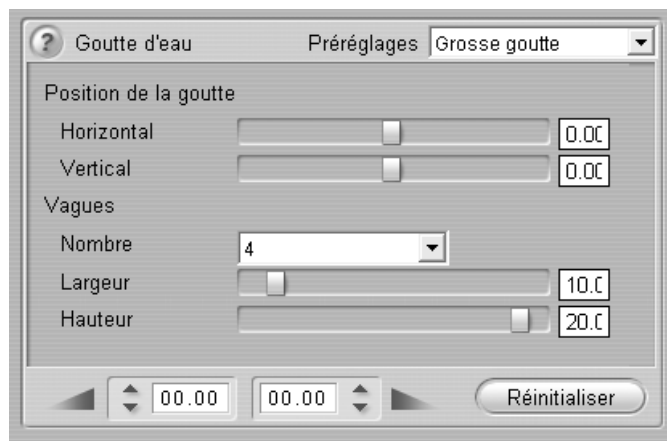 ? Goutte d'eau Préréglages Grosse goutte
Position de la goutte
Horizontal 0.00
Vertical 0.00
Vagues
Nombre 4
Largeur 10.0
Hauteur 20.0
00.00 00.00 Réinitialiser